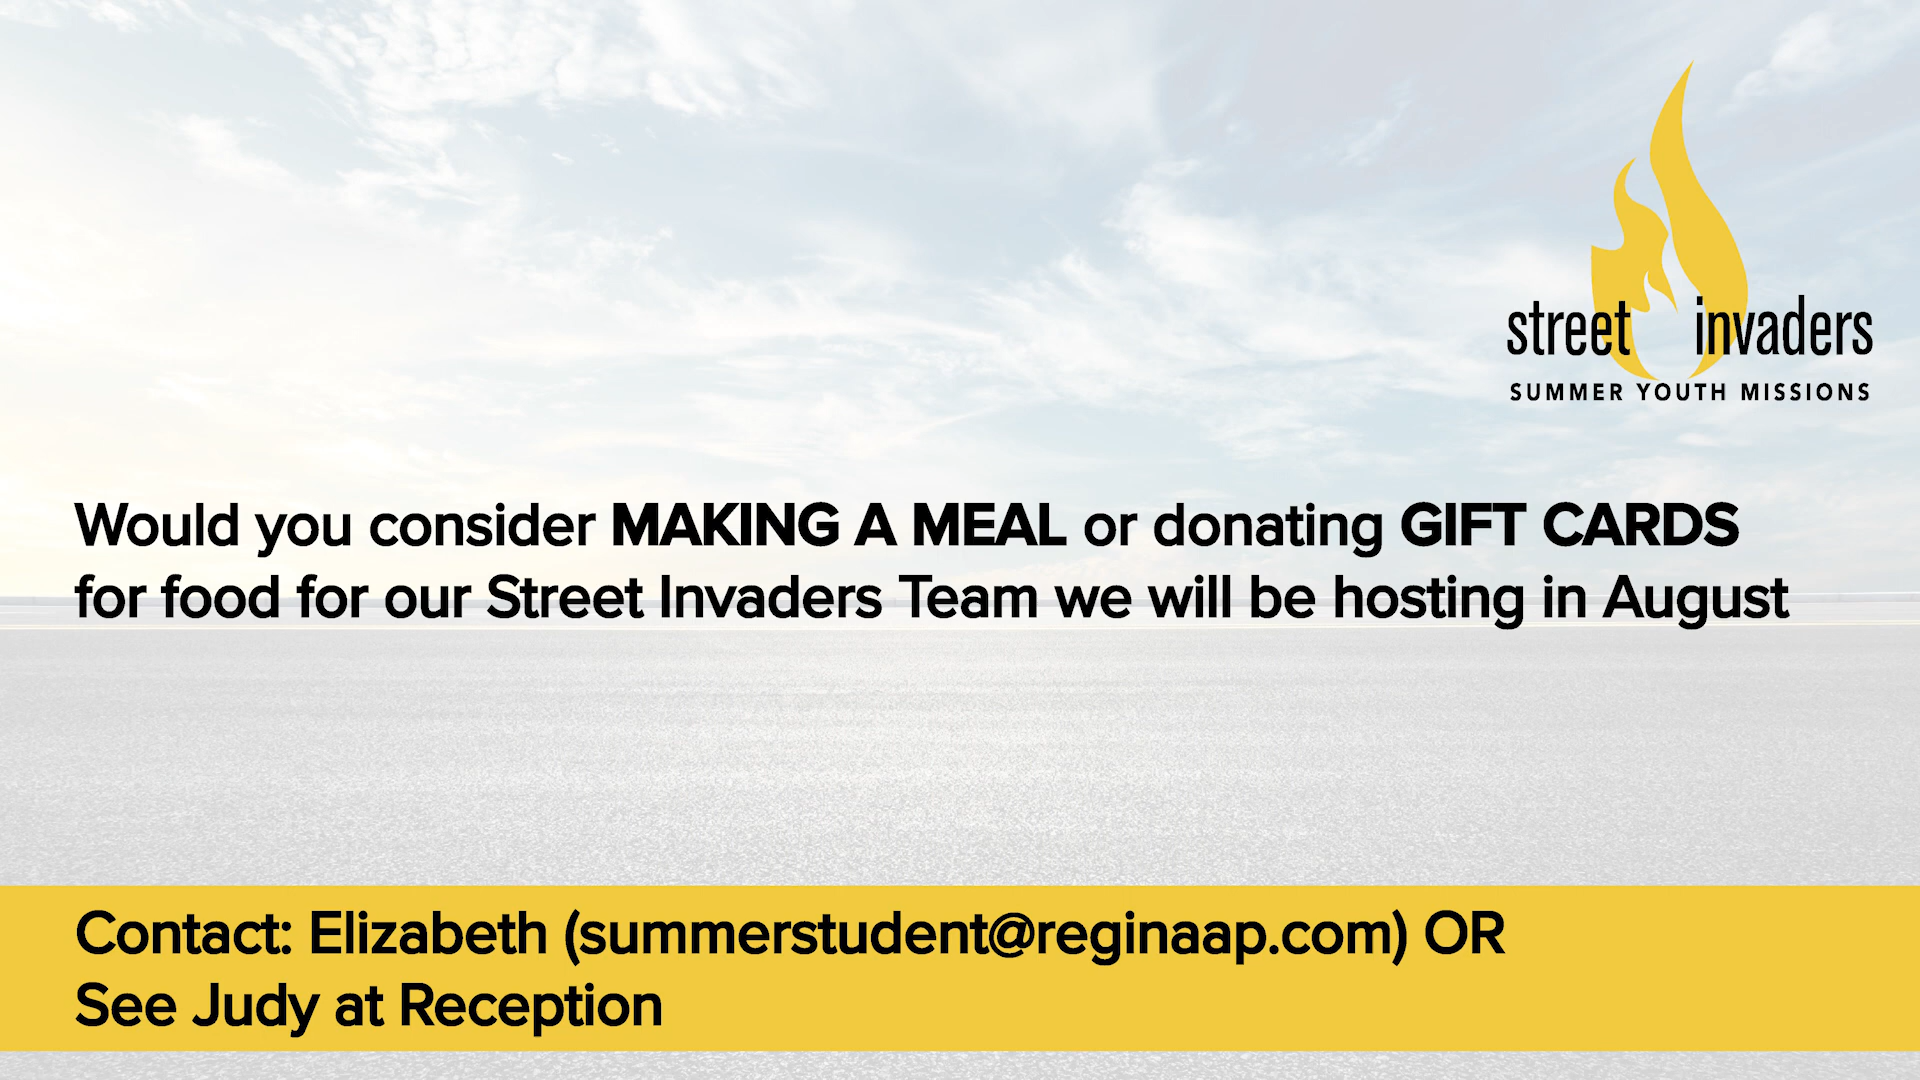 street invaders
SUMMER YOUTH MISSIONS
Would you consider MAKING A MEAL or donating GIFT CARDS
for food for our Street Invaders Team we will be hosting in August
Contact: Elizabeth (summerstudent@reginaap.com) OR
See Judy at Reception